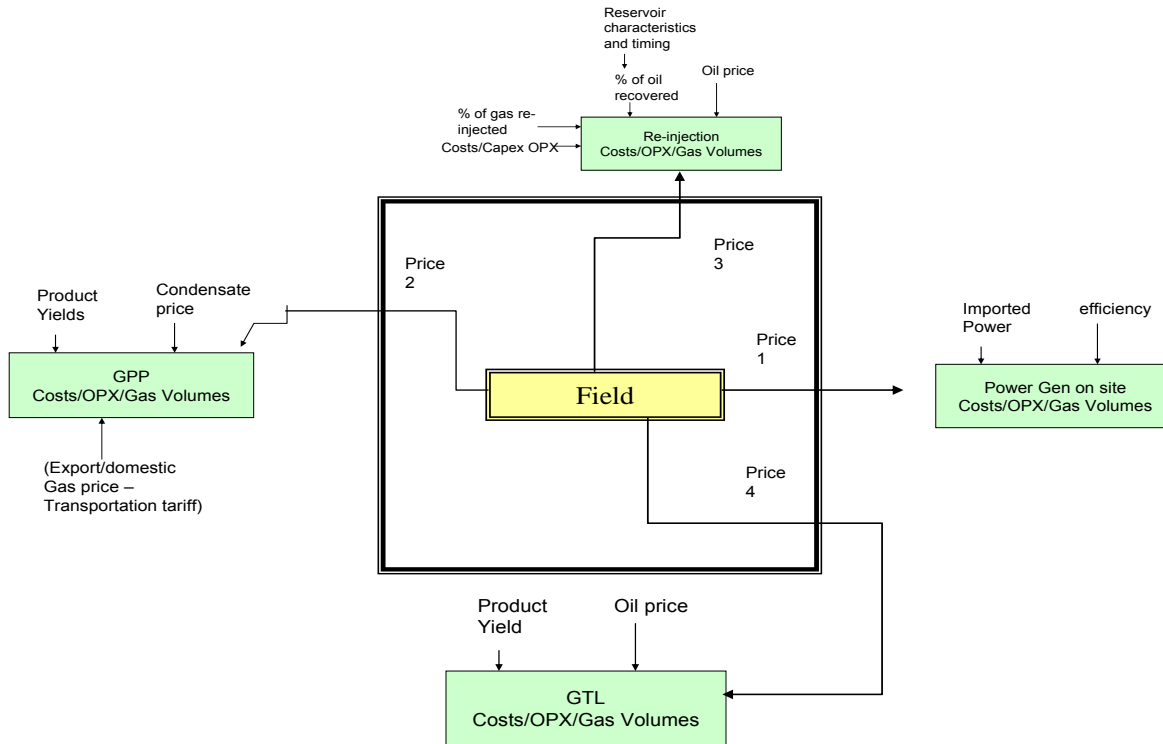 Reservoir
characteristics
and timing
% of oil
recovered
Oil price
% of gas re-
injected
Costs/Capex OPX
Re-injection
Costs/OPX/Gas Volumes
Price
2
Price
3
Product
Yields
Condensate
price
Imported
Power
efficiency
Price
1
GPP
Costs/OPX/Gas Volumes
Field
Power Gen on site
Costs/OPX/Gas Volumes
(Export/domestic
Gas price –
Transportation tariff)
Price
4
Product
Yield
Oil price
GTL
Costs/OPX/Gas Volumes